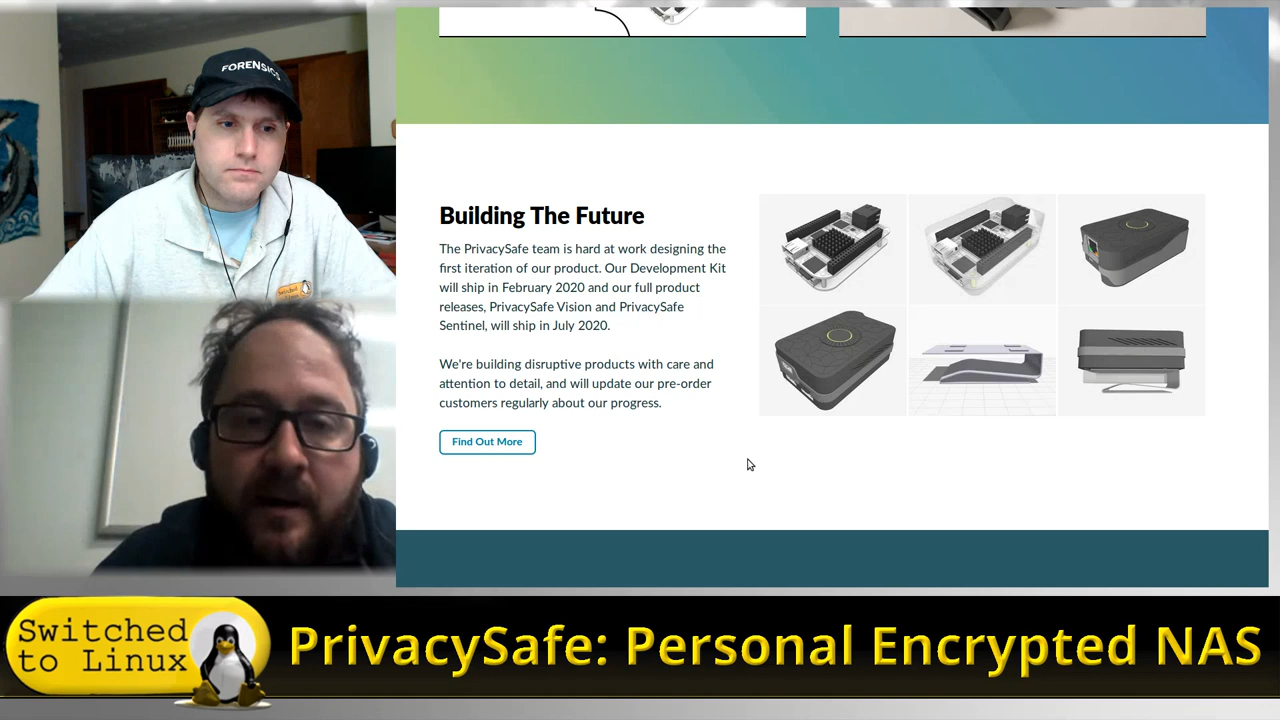 FORENSICS
Building The Future
The PrivacySafe team is hard at work designing the
first iteration of our product. Our Development Kit
will ship in February 2020 and our full product
releases, PrivacySafe Vision and PrivacySafe
Sentinel, will ship in July 2020.
We're building disruptive products with care and
attention to detail, and will update our pre-order
customers regularly about our progress.
Find Out More
Switched
to Linux
PrivacySafe: Personal Encrypted NAS